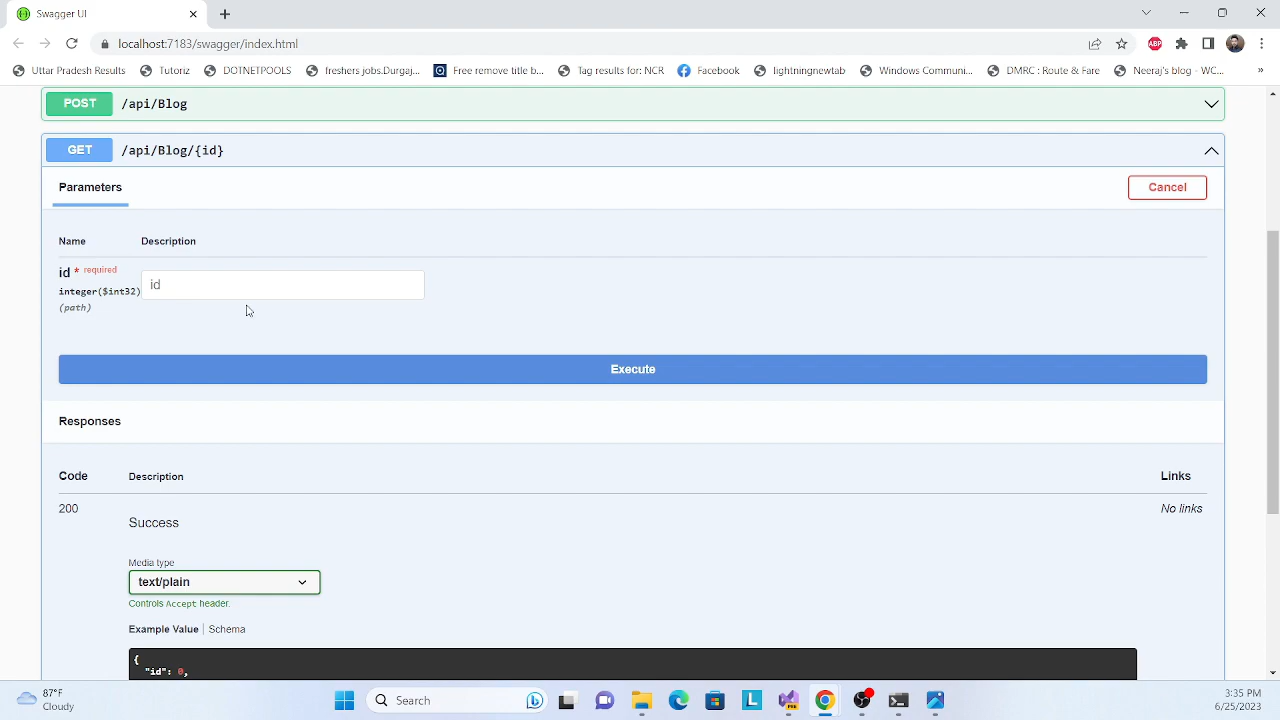 Swagger UI
localhost:7183/swagger/index.html
ABP
Uttar Pradesh Results
Tutoriz
DOTNETPOOLS
freshers jobs.Durgaj...
Free remove title b...
Tag results for: NCR
Facebook
lightningnewtab
Windows Communi...
DMRC : Route & Fare
Neeraj's blog - WC...
»
POST /api/Blog
GET /api/Blog/{id}
Parameters
Cancel
Name Description
id * required
integer($int32)
(path)
id
Execute
Responses
Code Description Links
200
Success
No links
Media type
text/plain
Controls Accept header.
Example Value | Schema
{
"id": 0,
87°F
Cloudy
Search
3:35 PM
6/25/2023